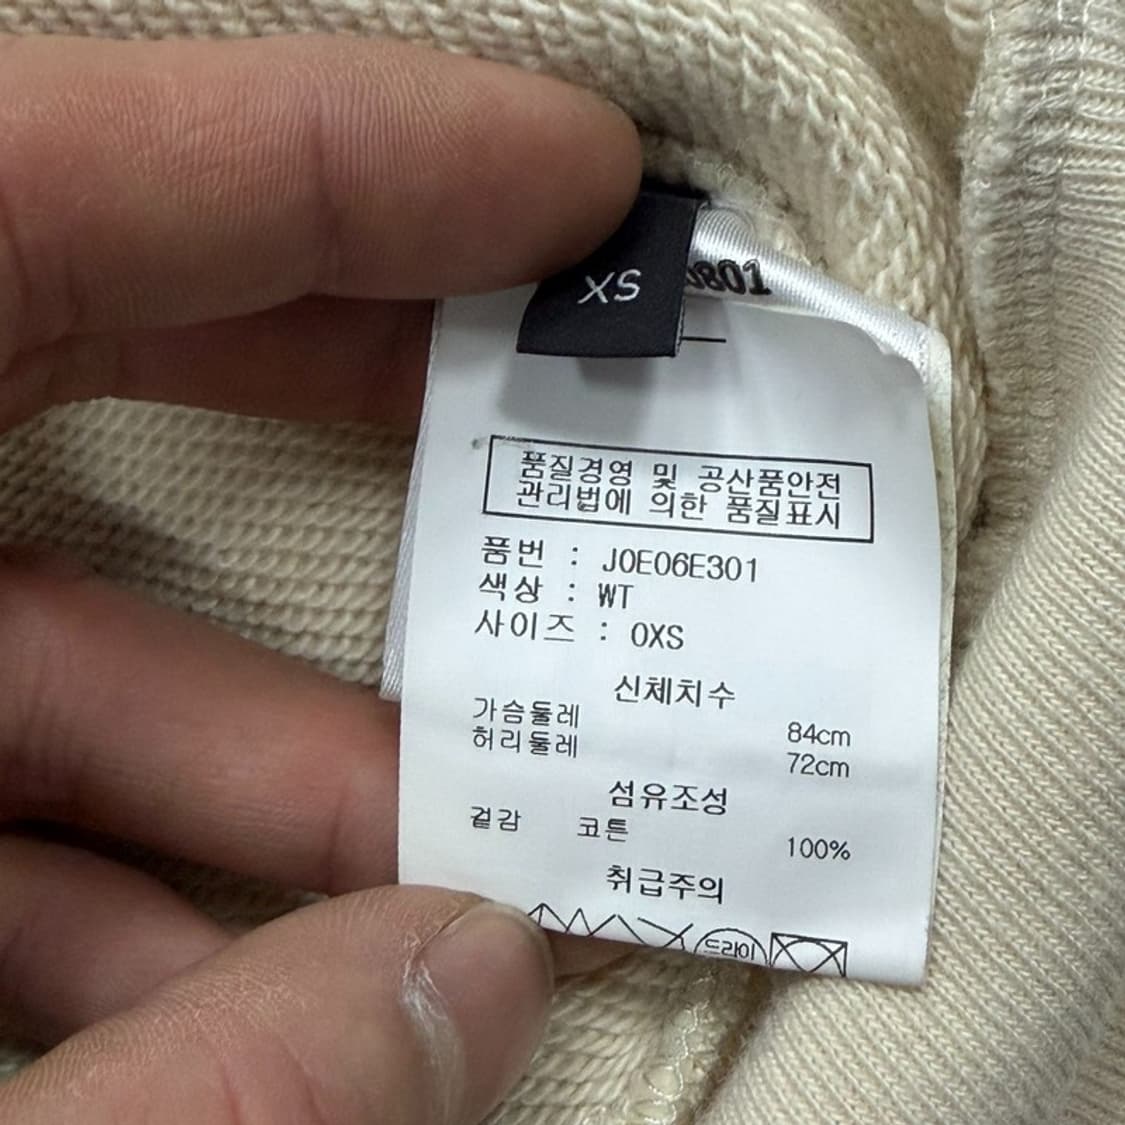 XS
0801
품질경영 및 공산품안전
관리법에 의한 품질표시
품번 : J0E06E301
색상 : WT
사이즈 : 0XS
신체치수
가슴둘레 84cm
허리둘레 72cm
섬유조성
겉감 코튼 100%
취급주의
드라이